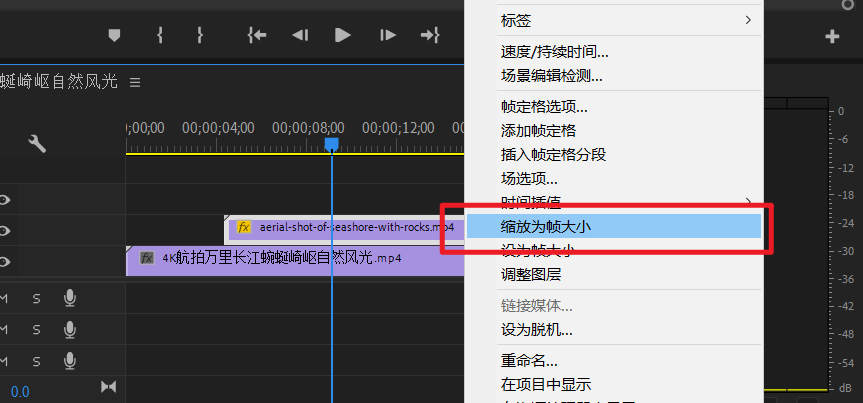 标签
速度/持续时间...
场景编辑检测...
蜒崎岖自然风光
帧定格选项...
添加帧定格
插入帧定格分段
场选项...
时间插值
缩放为帧大小
设为帧大小
调整图层
链接媒体...
设为脱机...
重命名...
在项目中显示
;00;00 00;00;04;00 00;00;08;00 00;00;12;00 00
fx aerial-shot-of-seashore-with-rocks.mp4
fx 4K航拍万里长江蜿蜒崎岖自然风光.mp4
M S
M S
M S
0.0
0
-6
-12
-18
-24
-30
-36
-42
-48
-54
dB